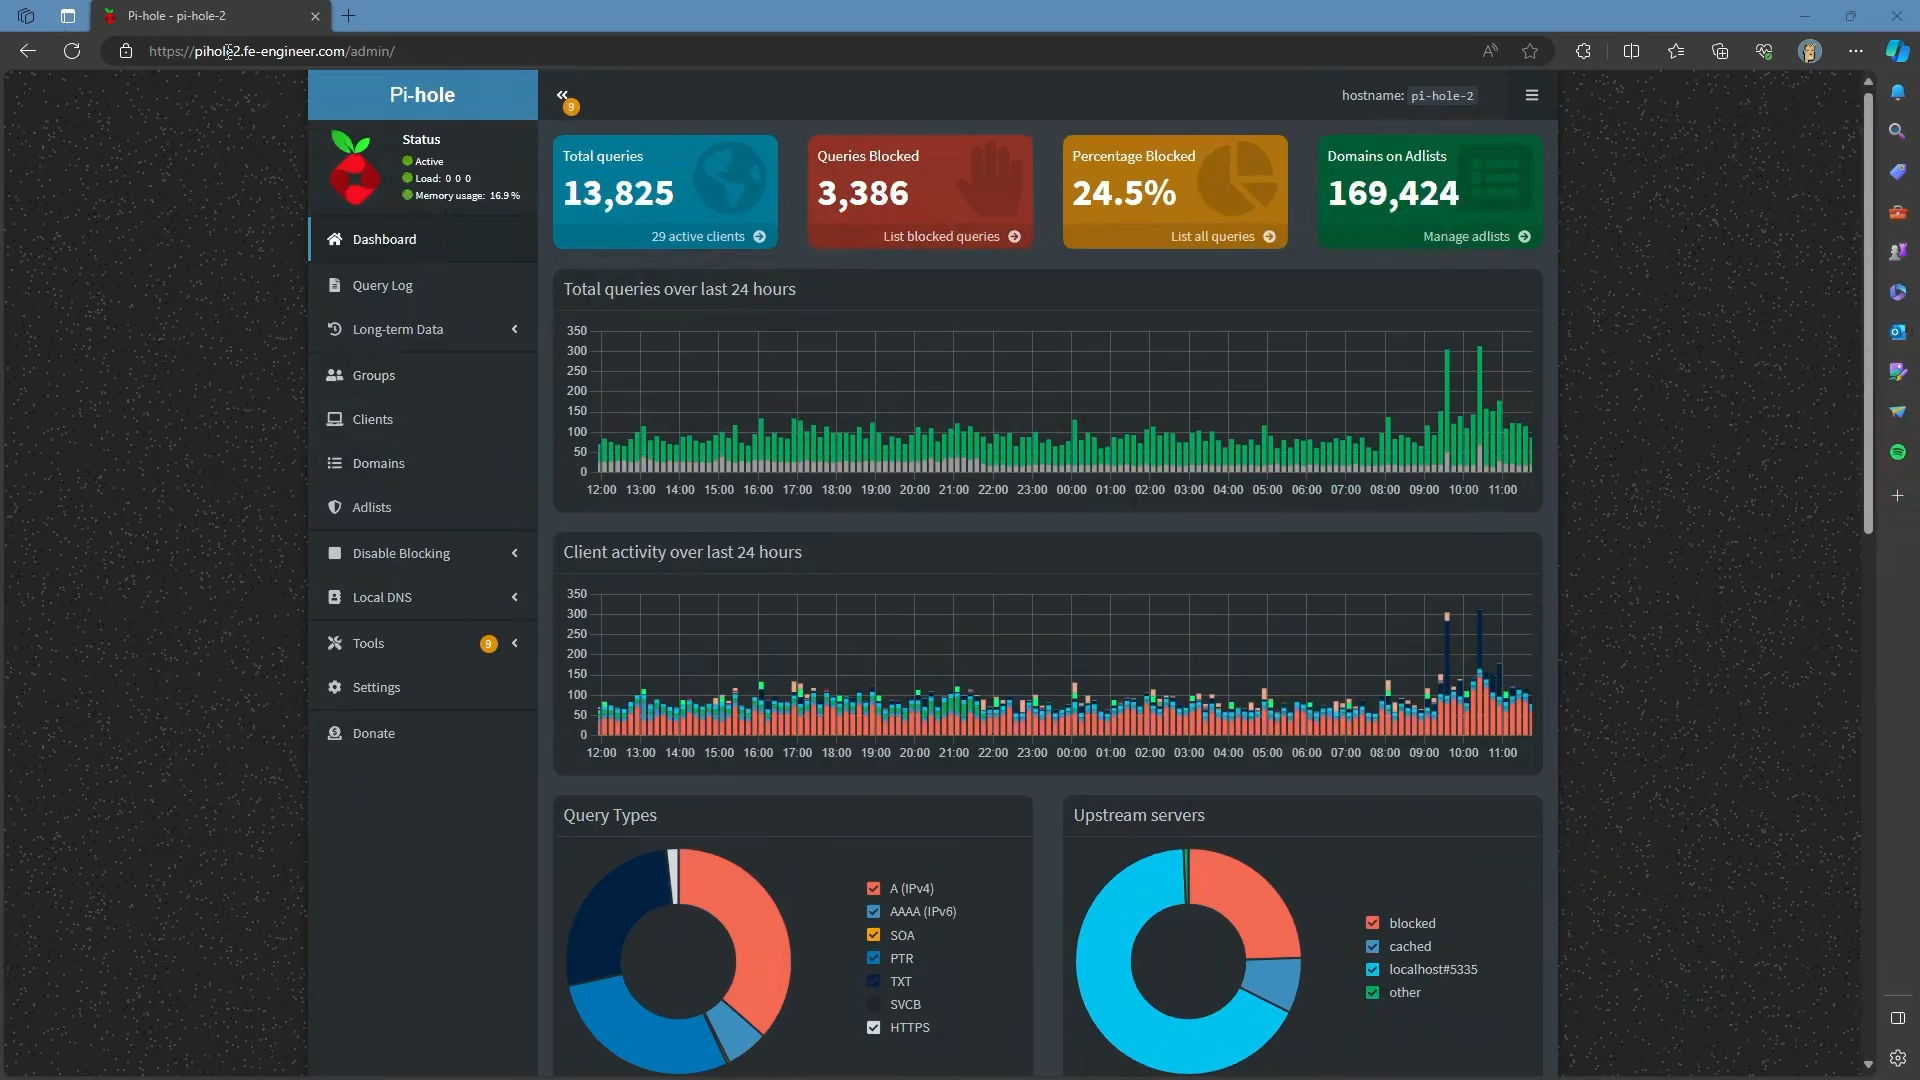 Pi-hole - pi-hole-2
https://pihole2.fe-engineer.com/admin/
Pi-hole
9
hostname: pi-hole-2
Status
Active
Load: 0 0 0
Memory usage: 16.9 %
Dashboard
Query Log
Long-term Data
Groups
Clients
Domains
Adlists
Disable Blocking
Local DNS
Tools
9
Settings
Donate
Total queries
13,825
29 active clients
Queries Blocked
3,386
List blocked queries
Percentage Blocked
24.5%
List all queries
Domains on Adlists
169,424
Manage adlists
Total queries over last 24 hours
350
300
250
200
150
100
50
0
12:00 13:00 14:00 15:00 16:00 17:00 18:00 19:00 20:00 21:00 22:00 23:00 00:00 01:00 02:00 03:00 04:00 05:00 06:00 07:00 08:00 09:00 10:00 11:00
Client activity over last 24 hours
350
300
250
200
150
100
50
0
12:00 13:00 14:00 15:00 16:00 17:00 18:00 19:00 20:00 21:00 22:00 23:00 00:00 01:00 02:00 03:00 04:00 05:00 06:00 07:00 08:00 09:00 10:00 11:00
Query Types
A (IPv4)
AAAA (IPv6)
SOA
PTR
TXT
SVCB
HTTPS
Upstream servers
blocked
cached
localhost#5335
other